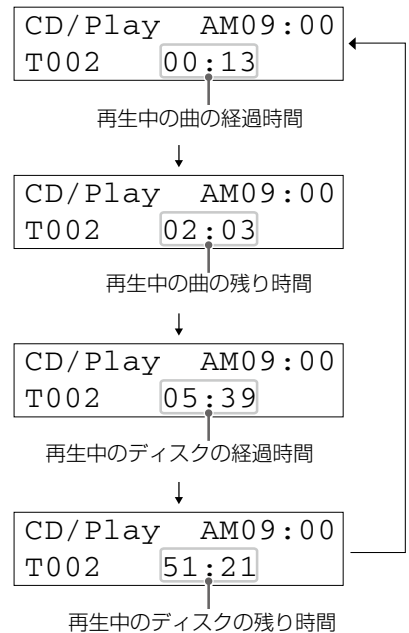 CD/Play AM09:00
T002 00:13
再生中の曲の経過時間
CD/Play AM09:00
T002 02:03
再生中の曲の残り時間
CD/Play AM09:00
T002 05:39
再生中のディスクの経過時間
CD/Play AM09:00
T002 51:21
再生中のディスクの残り時間